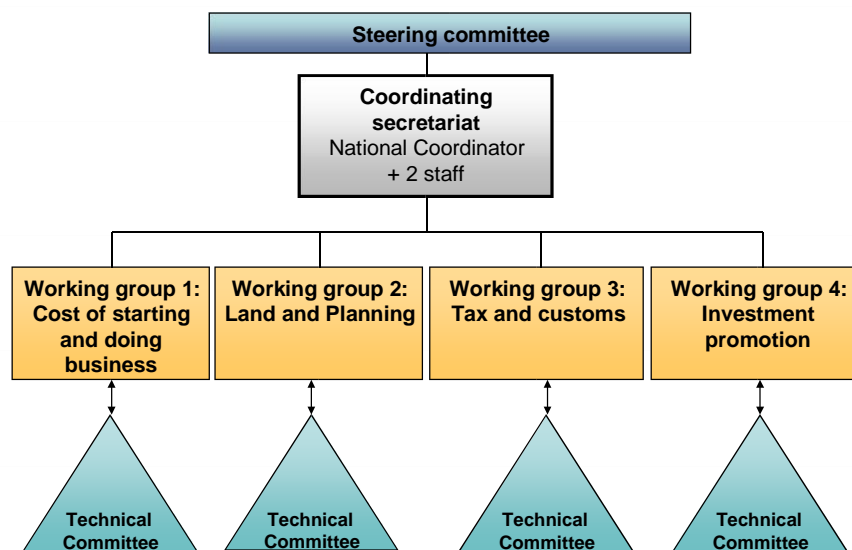 Steering committee
Coordinating
secretariat
National Coordinator
+ 2 staff
Working group 1:
Cost of starting
and doing
business
Working group 2:
Land and Planning
Working group 3:
Tax and customs
Working group 4:
Investment
promotion
Technical
Committee
Technical
Committee
Technical
Committee
Technical
Committee